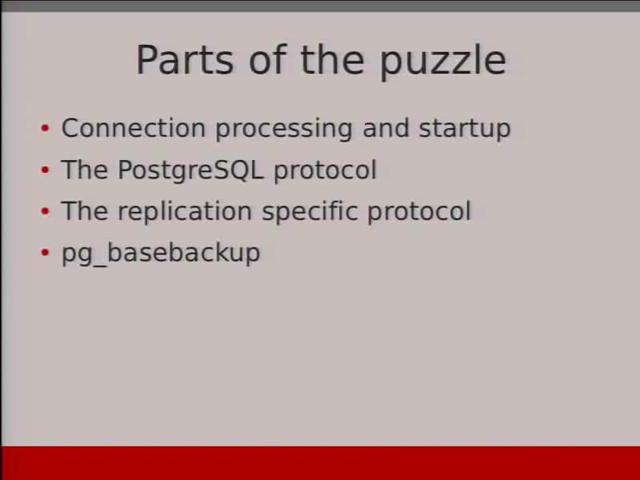 Parts of the puzzle
• Connection processing and startup
• The PostgreSQL protocol
• The replication specific protocol
• pg_basebackup